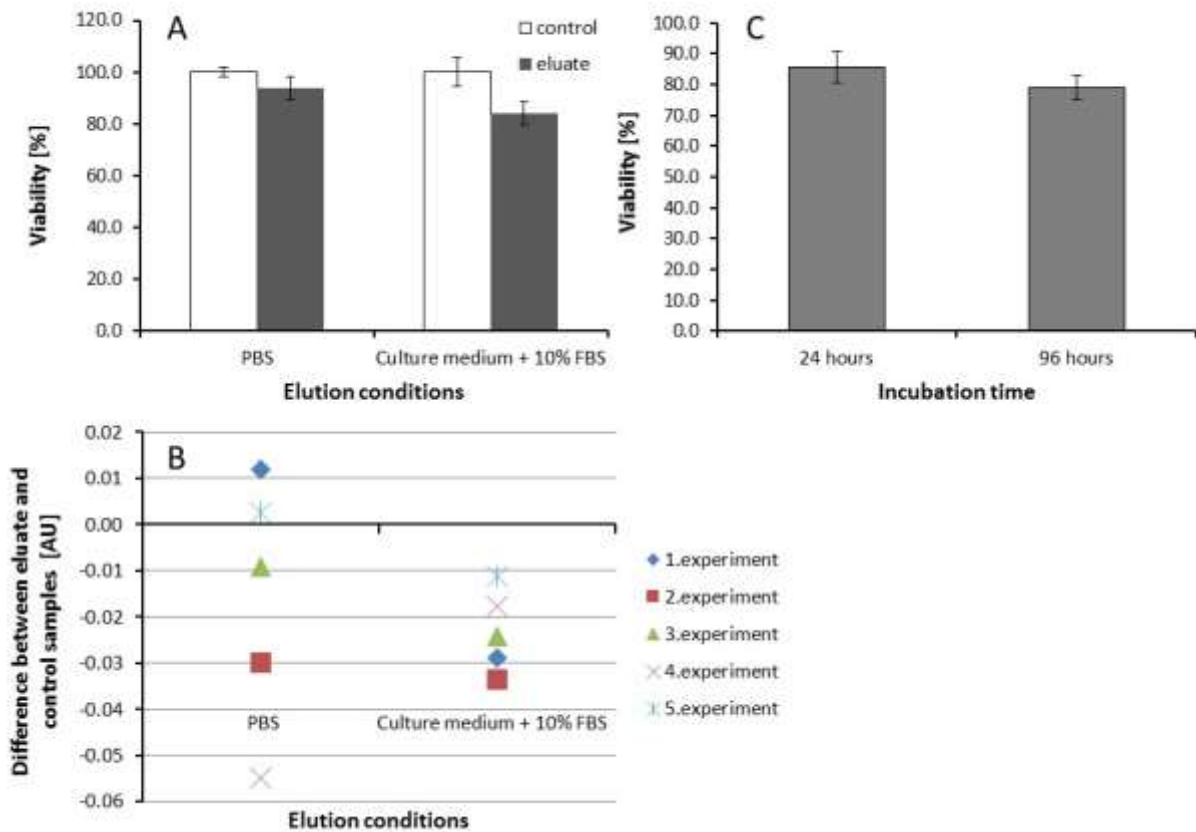 A
control
eluate
120.0
100.0
80.0
60.0
40.0
20.0
0.0
Viability [%]
PBS
Culture medium + 10% FBS
Elution conditions
C
100.0
90.0
80.0
70.0
60.0
50.0
40.0
30.0
20.0
10.0
0.0
Viability [%]
24 hours
96 hours
Incubation time
B
0.02
0.01
0.00
-0.01
-0.02
-0.03
-0.04
-0.05
-0.06
Difference between eluate and
control samples [AU]
PBS
Culture medium + 10% FBS
Elution conditions
1.experiment
2.experiment
3.experiment
4.experiment
5.experiment